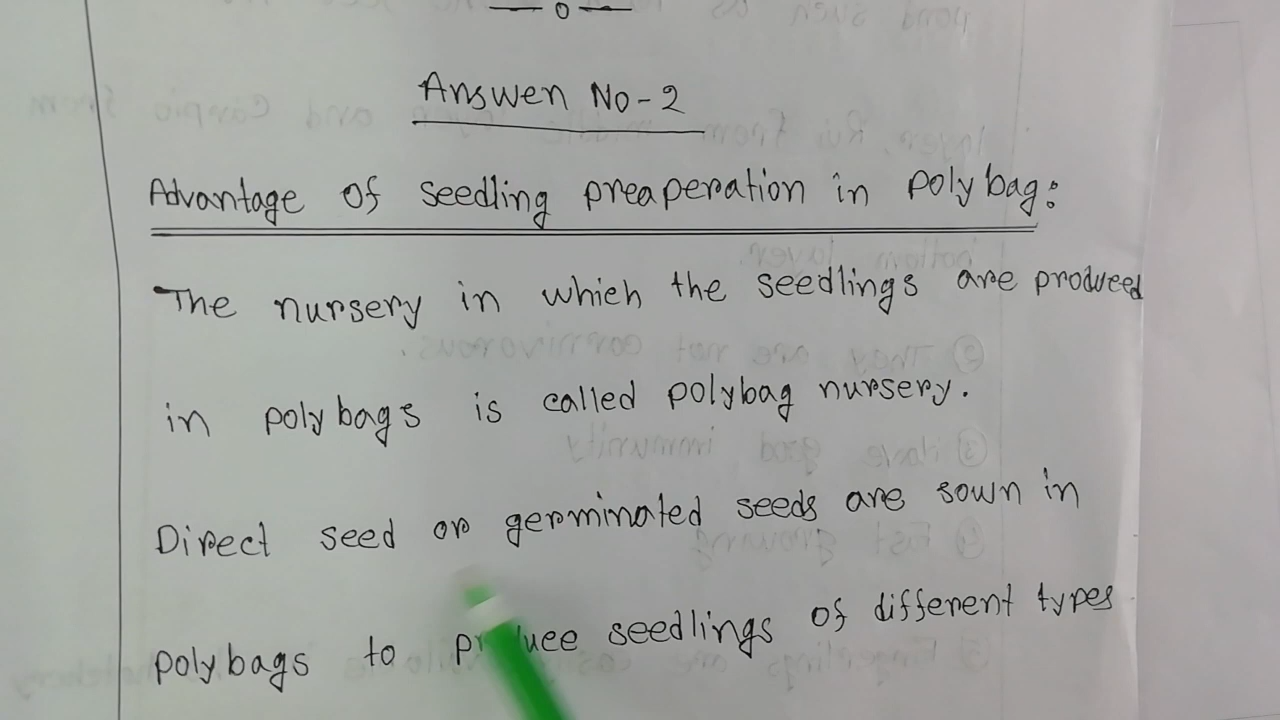 — o —
Answer No-2
Advantage of seedling preaperation in polybag:
The nursery in which the seedlings are produced
in polybags is called polybag nursery.
Direct seed or germinated seeds are sown in
polybags to produce seedlings of different types